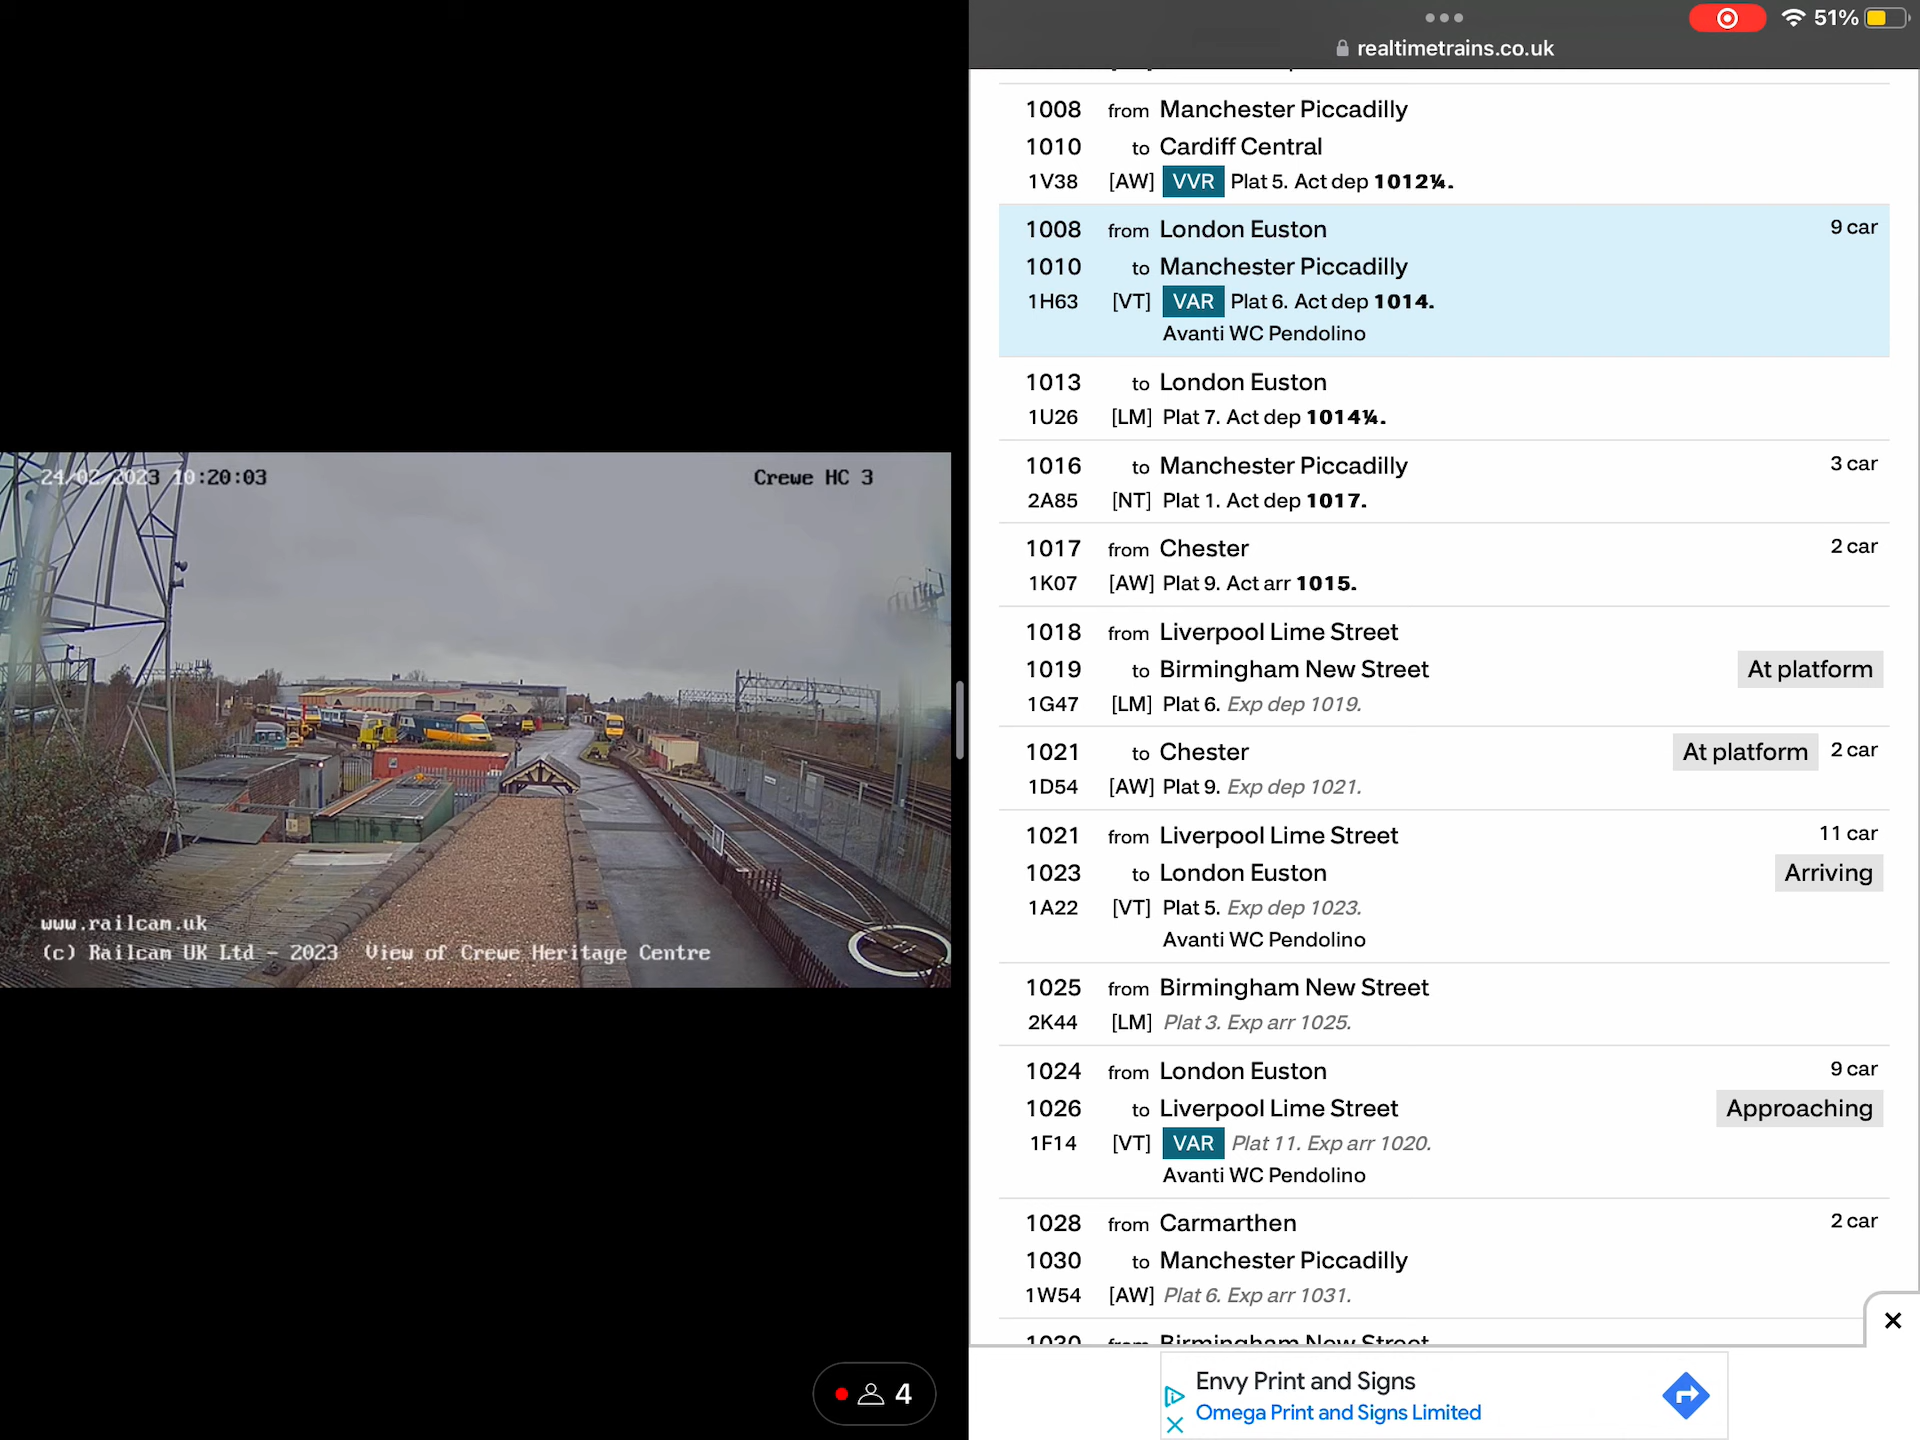 51%
realtimetrains.co.uk
1008 from Manchester Piccadilly
1010 to Cardiff Central
1V38 [AW] VVR Plat 5. Act dep 1012¼.
1008 from London Euston 9 car
1010 to Manchester Piccadilly
1H63 [VT] VAR Plat 6. Act dep 1014.
Avanti WC Pendolino
1013 to London Euston
1U26 [LM] Plat 7. Act dep 1014¼.
1016 to Manchester Piccadilly 3 car
2A85 [NT] Plat 1. Act dep 1017.
1017 from Chester 2 car
1K07 [AW] Plat 9. Act arr 1015.
1018 from Liverpool Lime Street
1019 to Birmingham New Street At platform
1G47 [LM] Plat 6. Exp dep 1019.
1021 to Chester At platform 2 car
1D54 [AW] Plat 9. Exp dep 1021.
1021 from Liverpool Lime Street 11 car
1023 to London Euston Arriving
1A22 [VT] Plat 5. Exp dep 1023.
Avanti WC Pendolino
1025 from Birmingham New Street
2K44 [LM] Plat 3. Exp arr 1025.
1024 from London Euston 9 car
1026 to Liverpool Lime Street Approaching
1F14 [VT] VAR Plat 11. Exp arr 1020.
Avanti WC Pendolino
1028 from Carmarthen 2 car
1030 to Manchester Piccadilly
1W54 [AW] Plat 6. Exp arr 1031.
1030 from Birmingham New Street
Envy Print and Signs
Omega Print and Signs Limited
24/02/2023 10:20:03
Crewe HC 3
www.railcam.uk
(c) Railcam UK Ltd - 2023 View of Crewe Heritage Centre
4